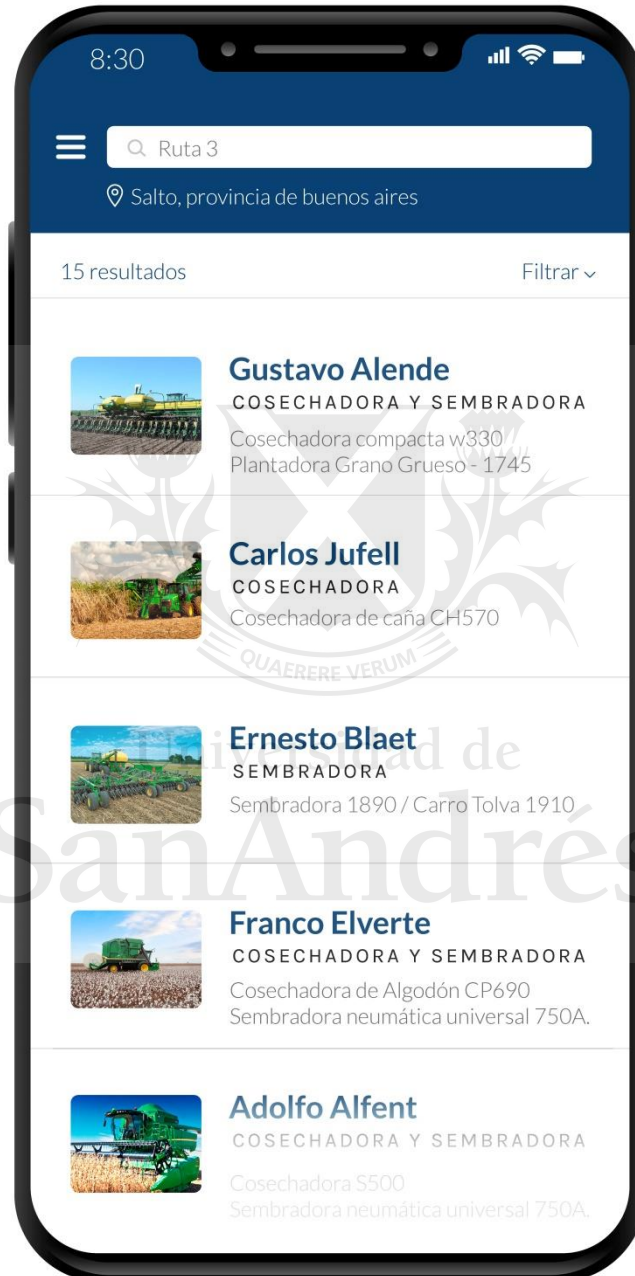 8:30
Ruta 3
Salto, provincia de buenos aires
15 resultados
Filtrar
Gustavo Alende
COSECHADORA Y SEMBRADORA
Cosechadora compacta w330
Plantadora Grano Grueso - 1745
Carlos Jufell
COSECHADORA
Cosechadora de caña CH570
QUAERERE VERUM
Ernesto Blaet
SEMBRADORA
Sembradora 1890 / Carro Tolva 1910
Universidad de
SanAndrés
Franco Elverte
COSECHADORA Y SEMBRADORA
Cosechadora de Algodón CP690
Sembradora neumática universal 750A.
Adolfo Alfent
COSECHADORA Y SEMBRADORA
Cosechadora S500
Sembradora neumática universal 750A.